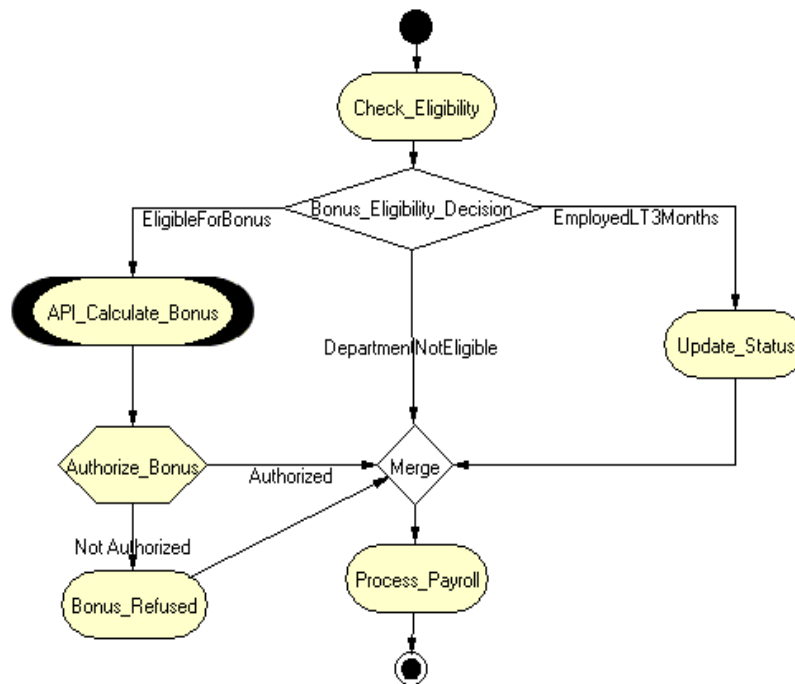 Check_Eligibility
Bonus_Eligibility_Decision
EligibleForBonus
EmployedLT3Months
API_Calculate_Bonus
DepartmentNotEligible
Update_Status
Authorize_Bonus
Authorized
Merge
Not Authorized
Bonus_Refused
Process_Payroll